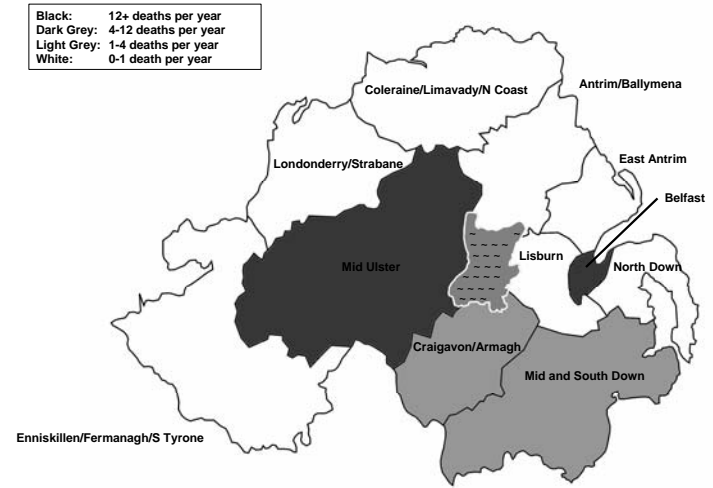 Black: 12+ deaths per year
Dark Grey: 4-12 deaths per year
Light Grey: 1-4 deaths per year
White: 0-1 death per year
Coleraine/Limavady/N Coast
Antrim/Ballymena
Londonderry/Strabane
East Antrim
Belfast
Lisburn
Mid Ulster
North Down
Craigavon/Armagh
Mid and South Down
Enniskillen/Fermanagh/S Tyrone